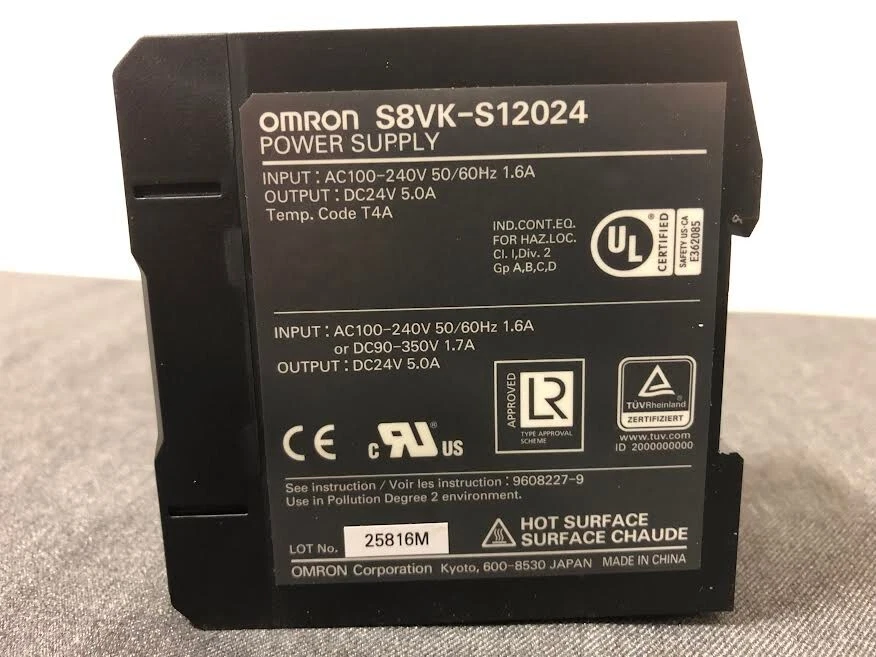 OMRON S8VK-S12024
POWER SUPPLY
INPUT : AC100-240V 50/60Hz 1.6A
OUTPUT : DC24V 5.0A
Temp. Code T4A
IND.CONT.EQ.
FOR HAZ.LOC.
Cl. I,Div. 2
Gp A,B,C,D
UL ®
CERTIFIED
SAFETY US-CA
E362085
INPUT : AC100-240V 50/60Hz 1.6A
or DC90-350V 1.7A
OUTPUT : DC24V 5.0A
CE
c RU ® US
APPROVED
LR
TYPE APPROVAL
SCHEME
TÜVRheinland
ZERTIFIZIERT
www.tuv.com
ID 2000000000
See instruction / Voir les instruction : 9608227-9
Use in Pollution Degree 2 environment.
LOT No. 25816M
HOT SURFACE
SURFACE CHAUDE
OMRON Corporation Kyoto, 600-8530 JAPAN MADE IN CHINA